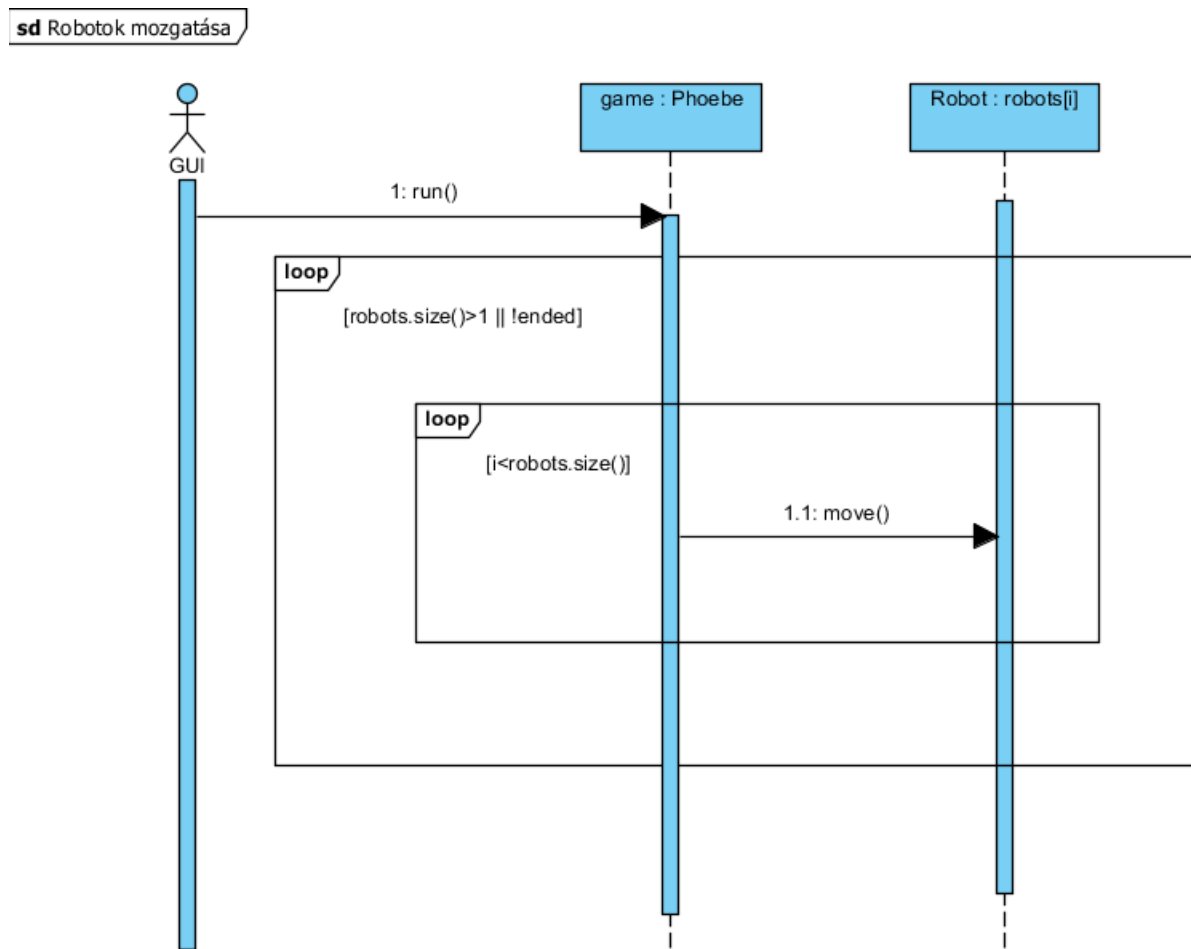 sd Robotok mozgatása
GUI
game : Phoebe
Robot : robots[i]
1: run()
loop
[robots.size()>1 || !ended]
loop
[i<robots.size()]
1.1: move()